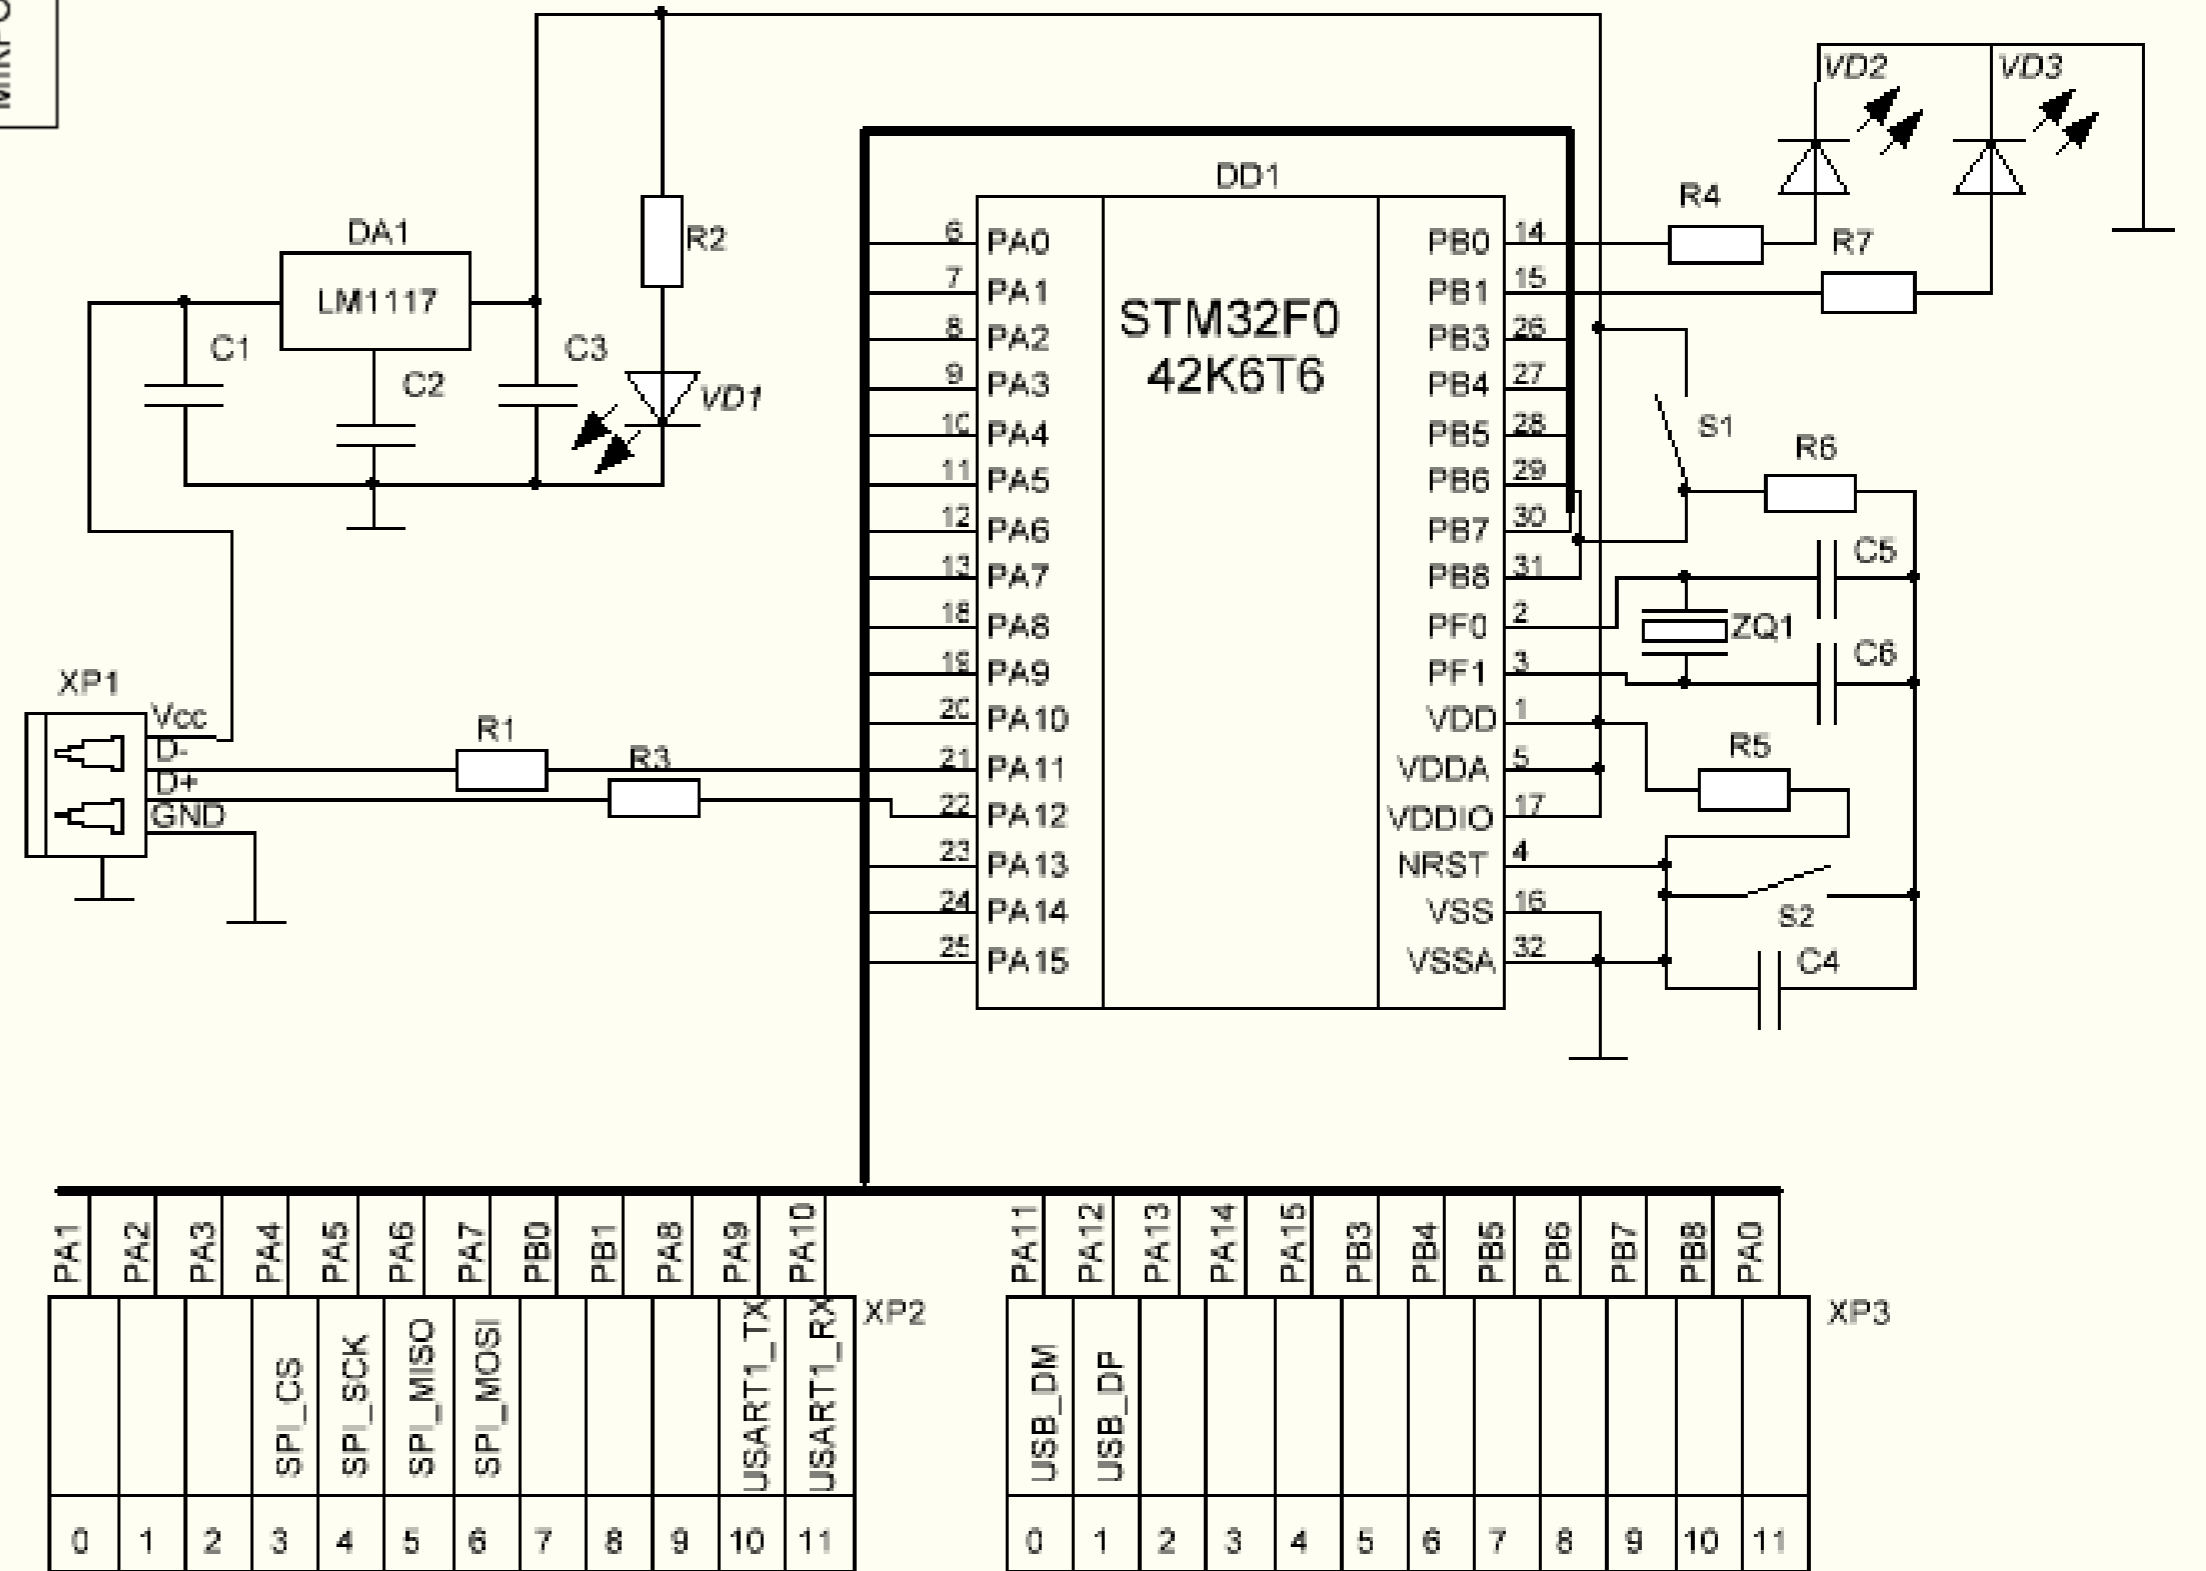 DA1
LM1117
C1
C2
C3
R2
VD1
DD1
STM32F0
42K6T6
6 PA0
7 PA1
8 PA2
9 PA3
10 PA4
11 PA5
12 PA6
13 PA7
18 PA8
19 PA9
20 PA10
21 PA11
22 PA12
23 PA13
24 PA14
25 PA15
PB0 14
PB1 15
PB3 26
PB4 27
PB5 28
PB6 29
PB7 30
PB8 31
PF0 2
PF1 3
VDD 1
VDDA 5
VDDIO 17
NRST 4
VSS 16
VSSA 32
VD2
VD3
R4
R7
S1
R6
C5
ZQ1
C6
R5
S2
C4
XP1
Vcc
D-
D+
GND
R1
R3
PA1 PA2 PA3 PA4 PA5 PA6 PA7 PB0 PB1 PA8 PA9 PA10
XP2
SPI_CS SPI_SCK SPI_MISO SPI_MOSI USART1_TX USART1_RX
0 1 2 3 4 5 6 7 8 9 10 11
PA11 PA12 PA13 PA14 PA15 PB3 PB4 PB5 PB6 PB7 PB8 PA0
XP3
USB_DM USB_DP
0 1 2 3 4 5 6 7 8 9 10 11